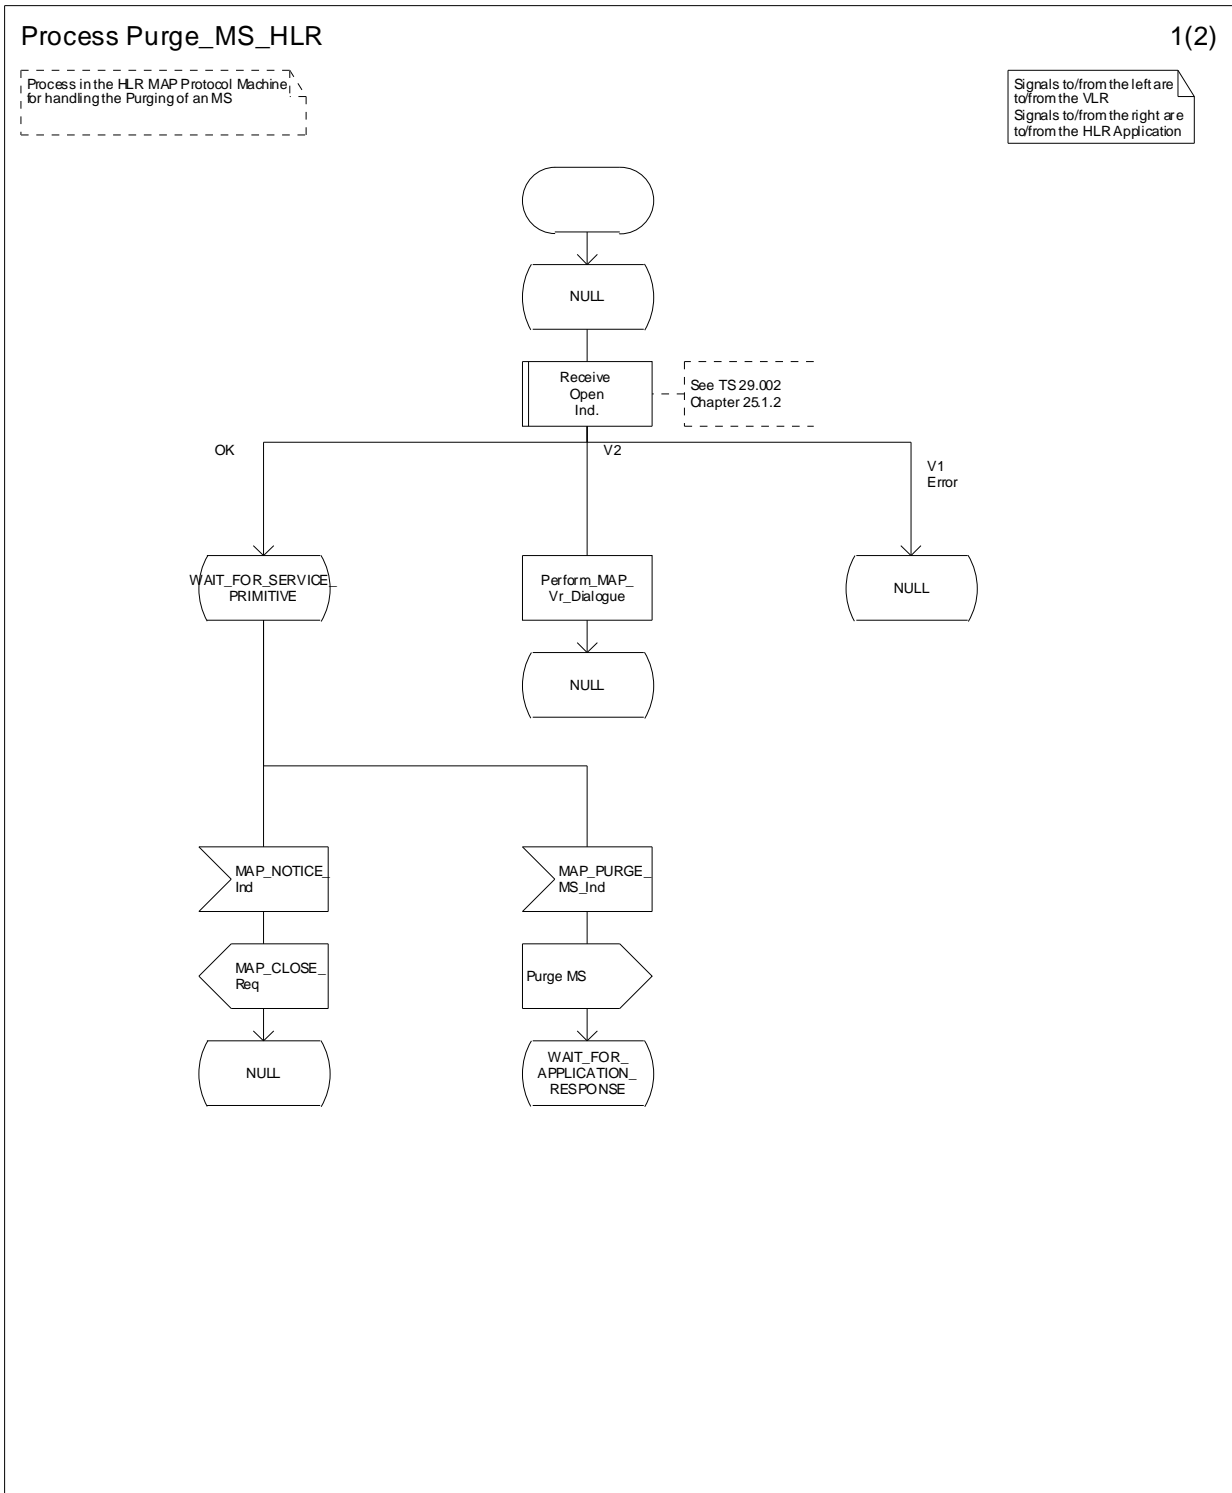 Process Purge_MS_HLR
1(2)
Process in the HLR MAP Protocol Machine
for handling the Purging of an MS
Signals to/from the left are
to/from the VLR
Signals to/from the right are
to/from the HLR Application
NULL
Receive
Open
Ind.
See TS 29.002
Chapter 25.1.2
OK
V2
V1
Error
WAIT_FOR_SERVICE_
PRIMITIVE
Perform_MAP_
Vr_Dialogue
NULL
NULL
MAP_NOTICE_
Ind
MAP_PURGE_
MS_Ind
MAP_CLOSE_
Req
Purge MS
NULL
WAIT_FOR_
APPLICATION_
RESPONSE